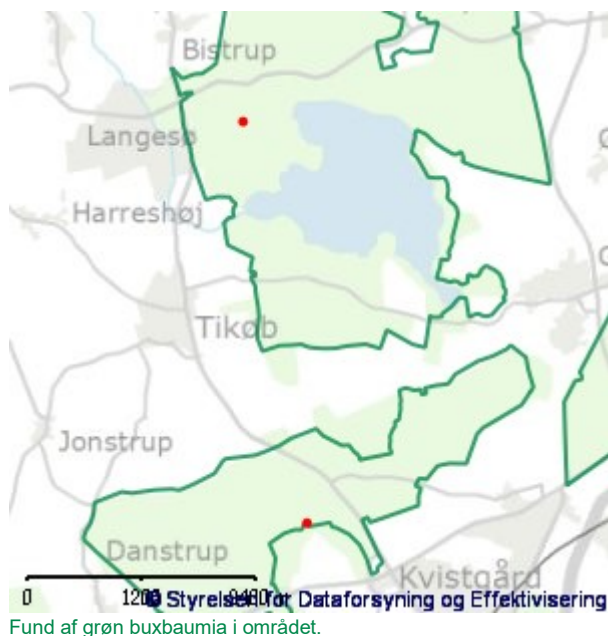 Bistrup
Langesø
Harreshøj
Tikøb
Jonstrup
Danstrup
Kvistgård
0
© Styrelsen for Dataforsyning og Effektivisering
Fund af grøn buxbaumia i området.